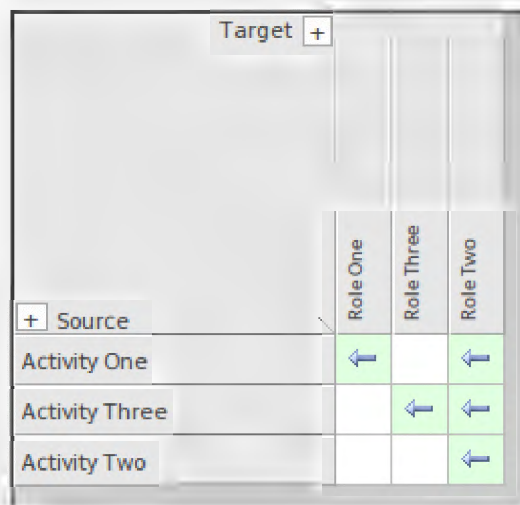 Target +
Role One
Role Three
Role Two
+ Source
Activity One
Activity Three
Activity Two